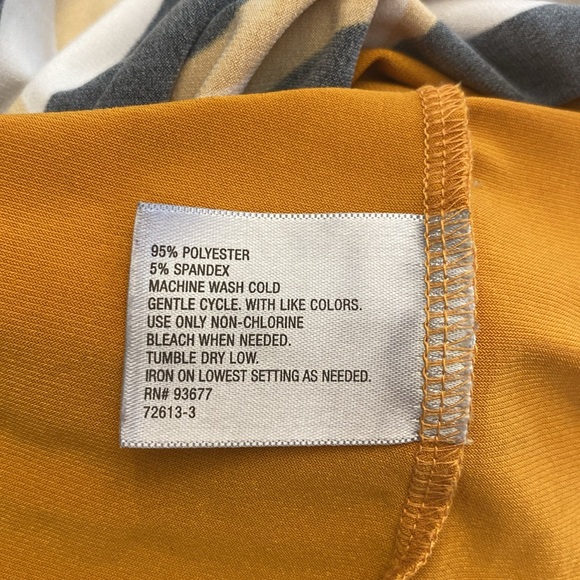 95% POLYESTER
5% SPANDEX
MACHINE WASH COLD
GENTLE CYCLE. WITH LIKE COLORS.
USE ONLY NON-CHLORINE
BLEACH WHEN NEEDED.
TUMBLE DRY LOW.
IRON ON LOWEST SETTING AS NEEDED.
RN# 93677
72613-3